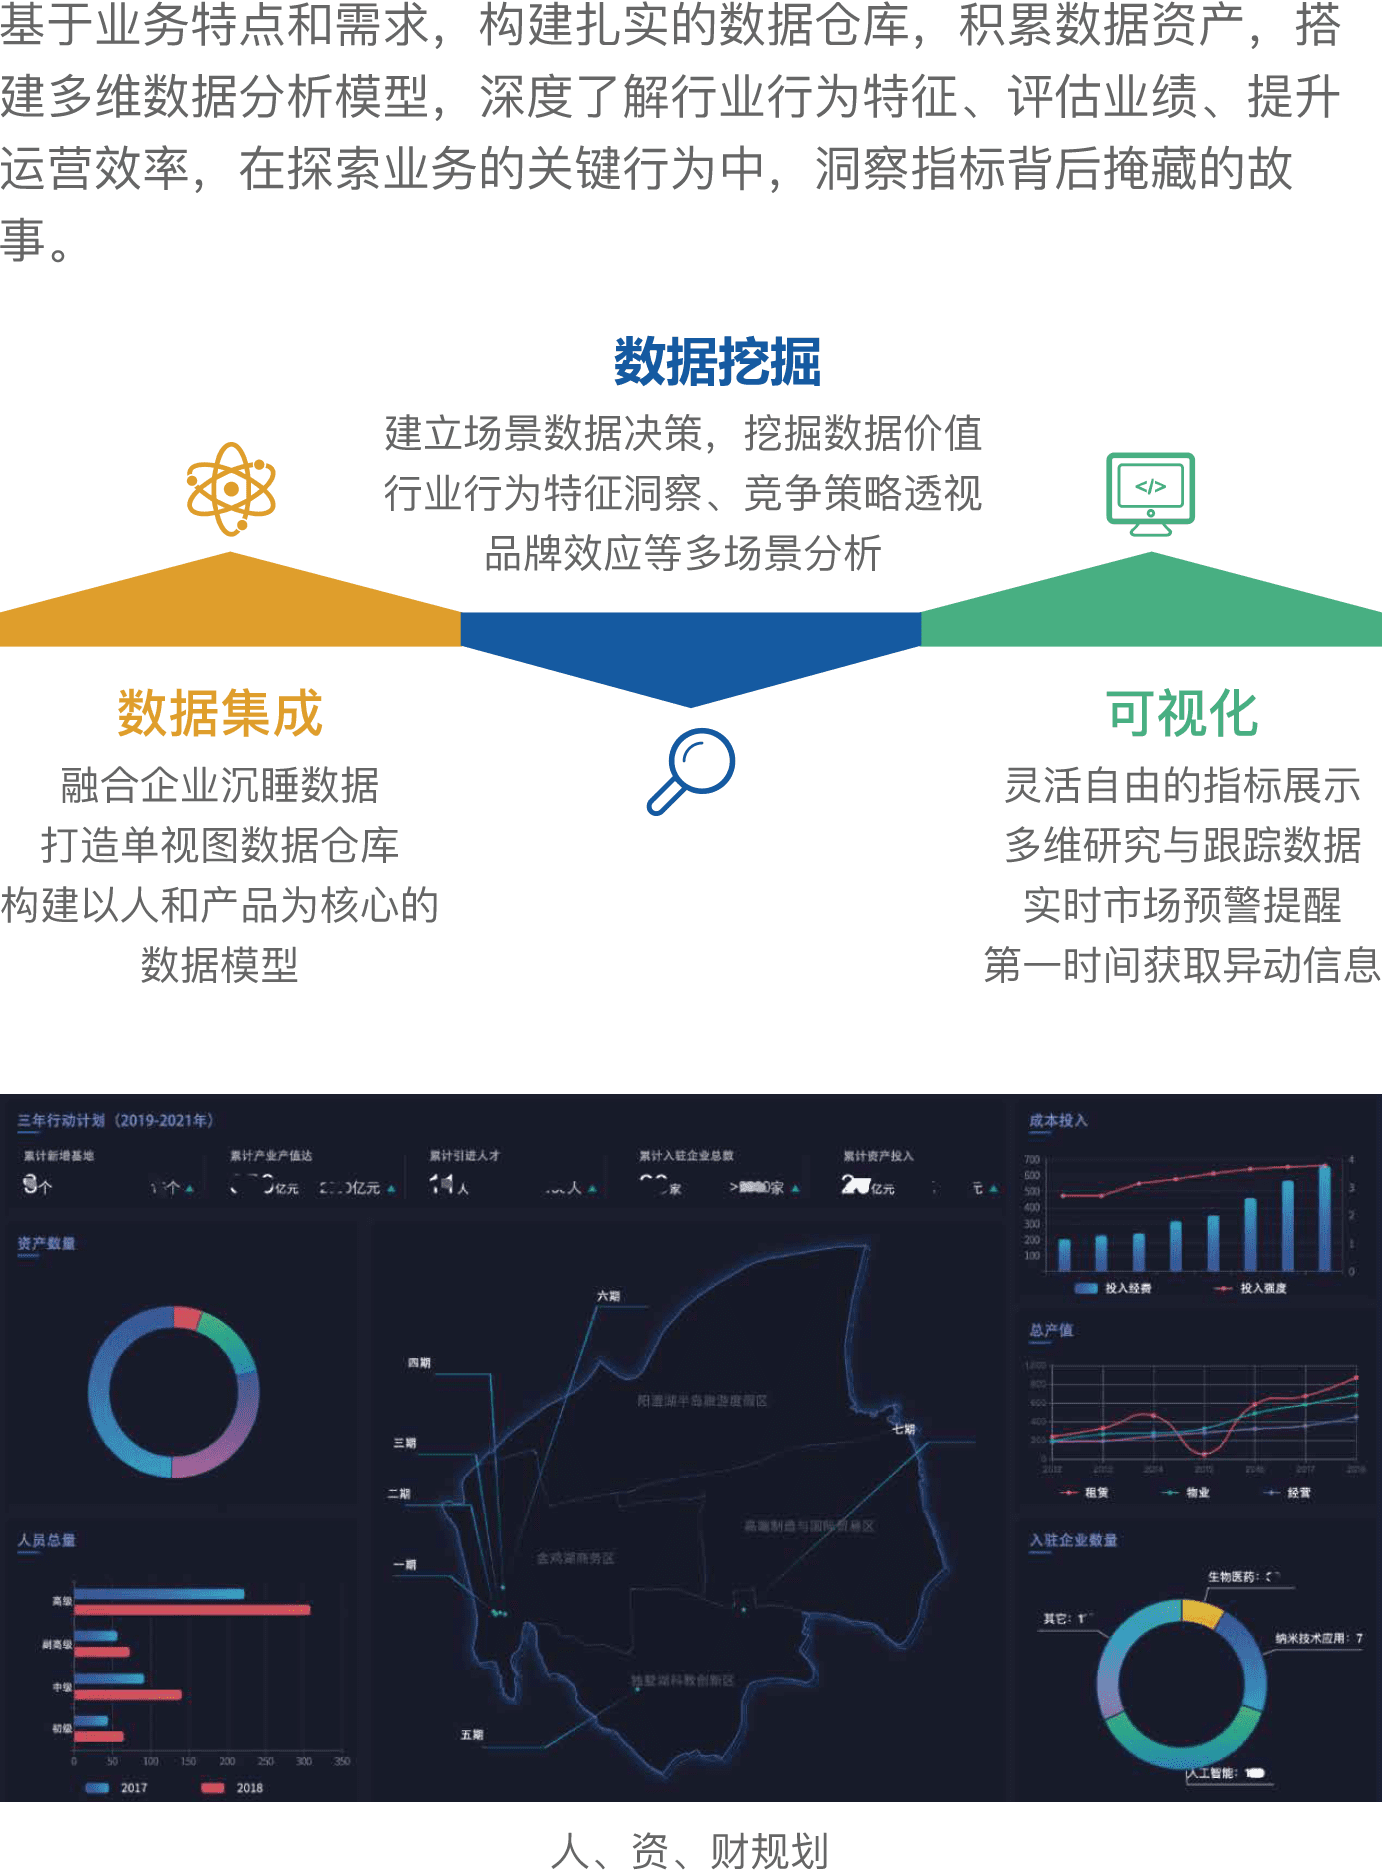 基于业务特点和需求，构建扎实的数据仓库，积累数据资产，搭
建多维数据分析模型，深度了解行业行为特征、评估业绩、提升
运营效率，在探索业务的关键行为中，洞察指标背后掩藏的故
事。
数据挖掘
建立场景数据决策，挖掘数据价值
行业行为特征洞察、竞争策略透视
品牌效应等多场景分析
</>
数据集成
融合企业沉睡数据
打造单视图数据仓库
构建以人和产品为核心的
数据模型
可视化
灵活自由的指标展示
多维研究与跟踪数据
实时市场预警提醒
第一时间获取异动信息
三年行动计划（2019-2021年）
累计新增基地
个
个
累计产业产值达
亿元
亿元
累计引进人才
11人
人
累计入驻企业总数
家
家
累计资产投入
亿元
元
资产数量
人员总量
高级
副高级
中级
初级
0 50 100 150 200 250 300 350
2017 2018
六期
四期
三期
二期
一期
七期
五期
阳澄湖半岛旅游度假区
高端制造与国际贸易区
金鸡湖商务区
独墅湖科教创新区
成本投入
700
600
500
400
300
200
100
4
3
2
1
0
投入经费 投入强度
总产值
1,000
800
600
400
200
0
2012 2013 2014 2015 2016 2017 2018
租赁 物业 经营
入驻企业数量
生物医药：
其它：
纳米技术应用：7
人工智能：
人、资、财规划